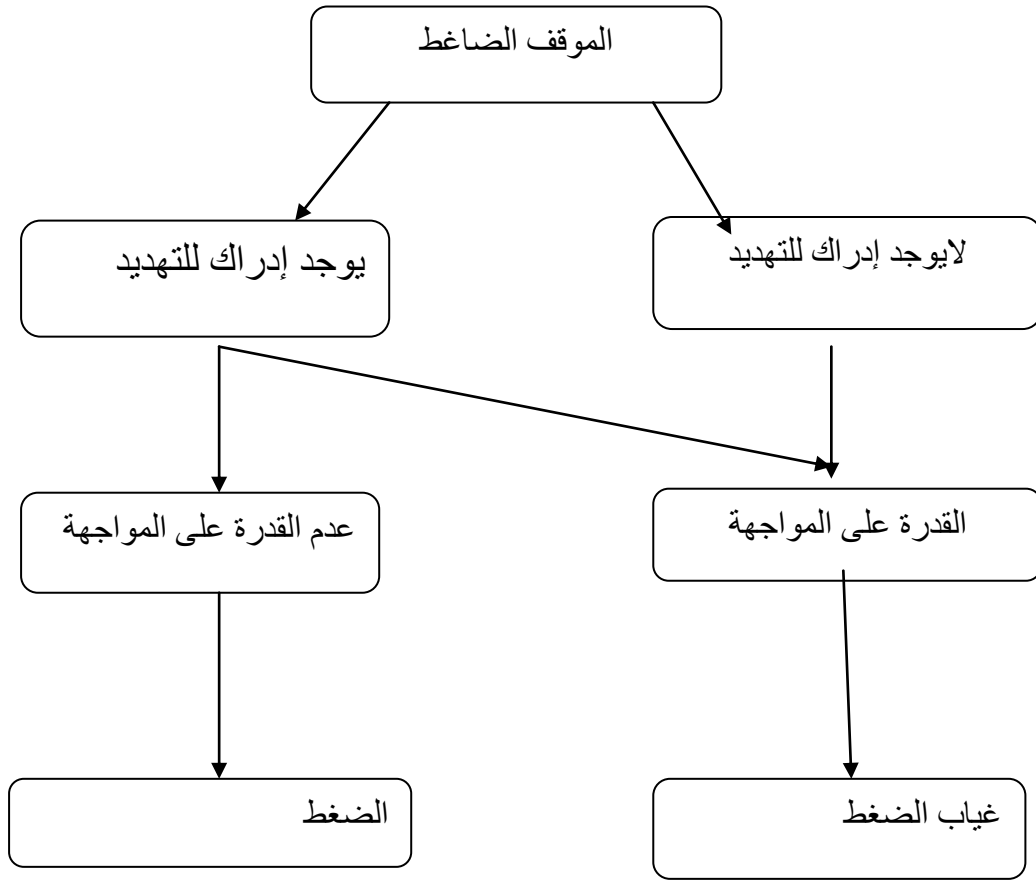 الموقف الضاغط
لايوجد إدراك للتهديد
يوجد إدراك للتهديد
القدرة على المواجهة
عدم القدرة على المواجهة
غياب الضغط
الضغط